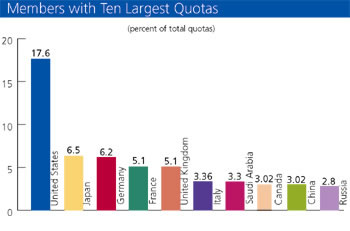 Members with Ten Largest Quotas
(percent of total quotas)
20
15
10
5
0
17.6
6.5
6.2
5.1
5.1
3.36
3.3
3.02
3.02
2.8
United States
Japan
Germany
France
United Kingdom
Italy
Saudi Arabia
Canada
China
Russia